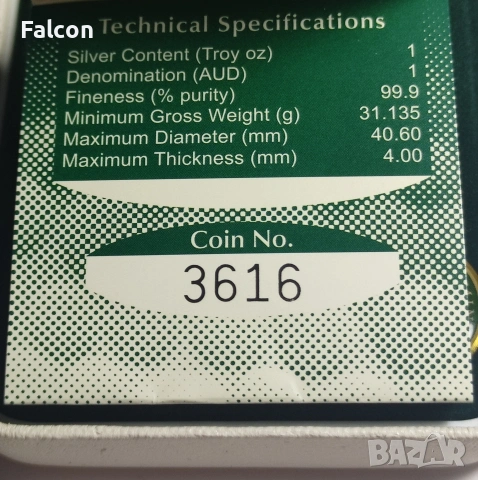 Falcon
Technical Specifications
Silver Content (Troy oz) 1
Denomination (AUD) 1
Fineness (% purity) 99.9
Minimum Gross Weight (g) 31.135
Maximum Diameter (mm) 40.60
Maximum Thickness (mm) 4.00
Coin No.
3616
BAZAR